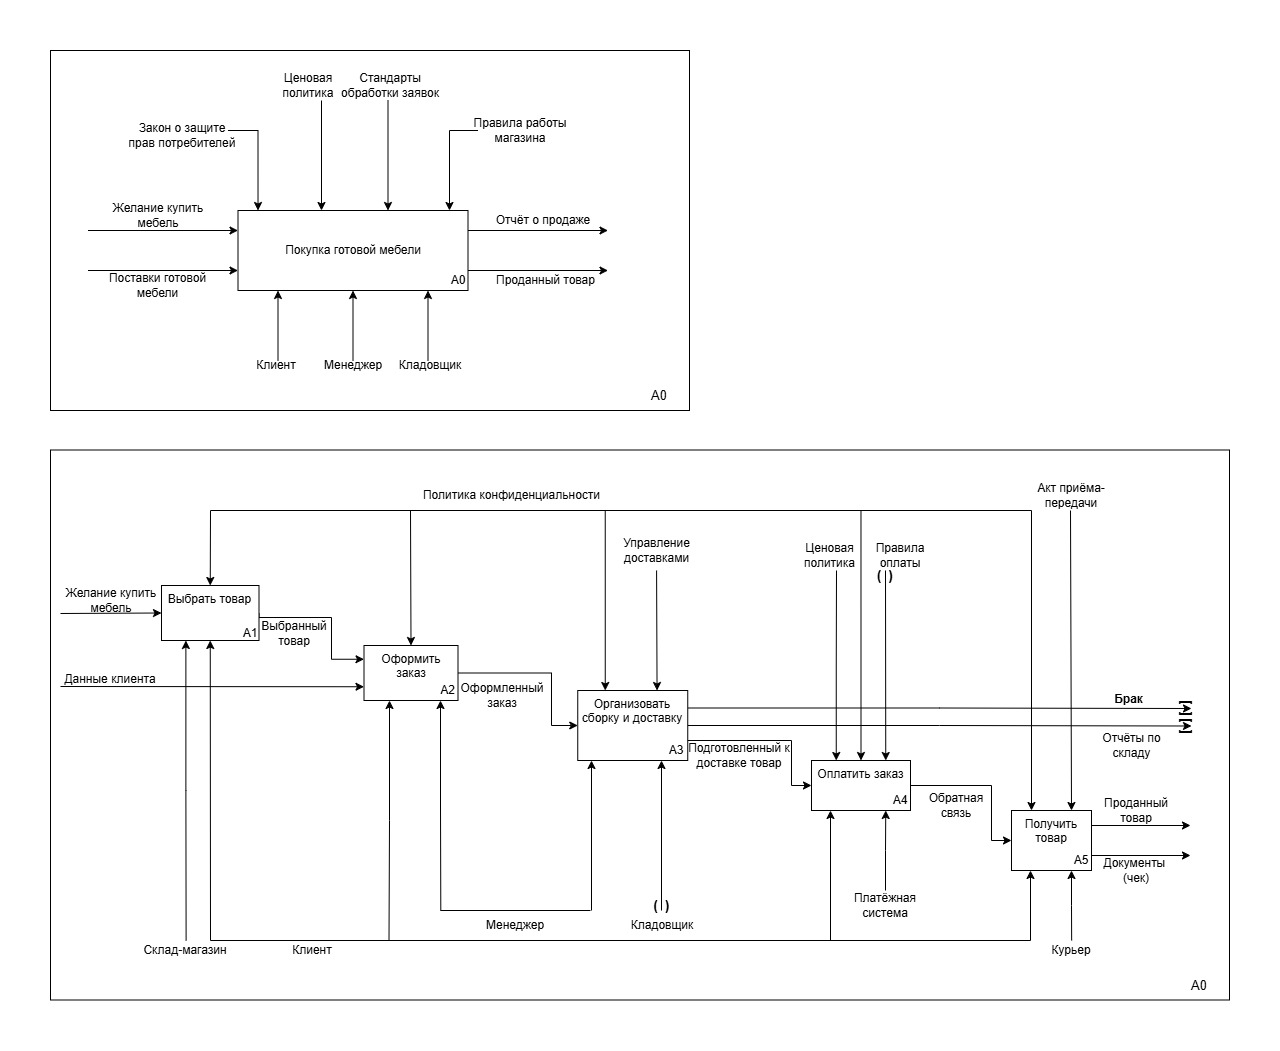 Ценовая
политика
Стандарты
обработки заявок
Закон о защите
прав потребителей
Правила работы
магазина
Желание купить
мебель
Отчёт о продаже
Покупка готовой мебели
A0
Поставки готовой
мебели
Проданный товар
Клиент
Менеджер
Кладовщик
A0
Политика конфиденциальности
Акт приёма-
передачи
Управление
доставками
Ценовая
политика
Правила
оплаты
( )
Желание купить
мебель
Выбрать товар
A1
Выбранный
товар
Данные клиента
Оформить
заказ
A2
Оформленный
заказ
Организовать
сборку и доставку
A3
Брак
[ ]
[ ]
Отчёты по
складу
Подготовленный к
доставке товар
Оплатить заказ
A4
Обратная
связь
Получить
товар
A5
Проданный
товар
Документы
(чек)
Платёжная
система
( )
Менеджер
Кладовщик
Склад-магазин
Клиент
Курьер
A0